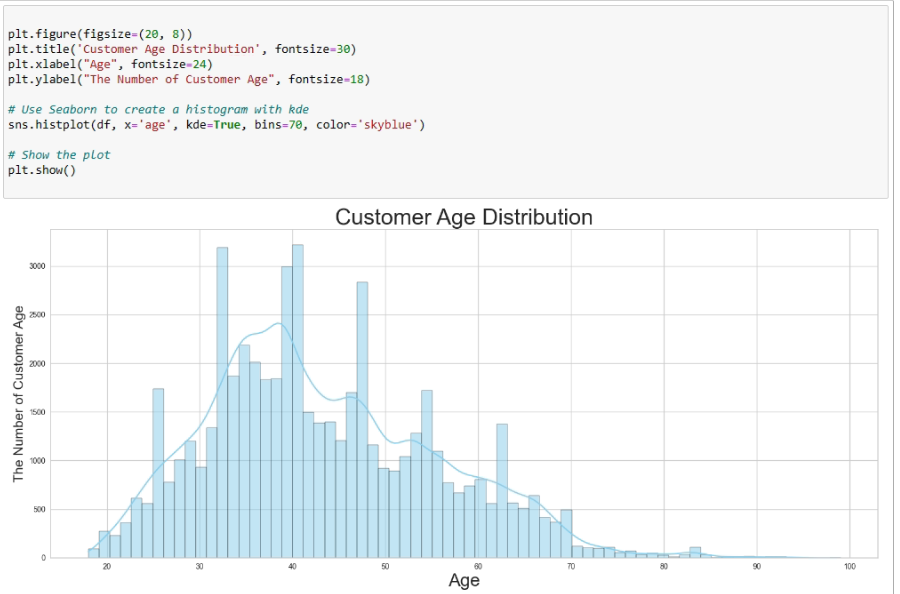 plt.figure(figsize=(20, 8))
plt.title('Customer Age Distribution', fontsize=30)
plt.xlabel("Age", fontsize=24)
plt.ylabel("The Number of Customer Age", fontsize=18)
# Use Seaborn to create a histogram with kde
sns.histplot(df, x='age', kde=True, bins=70, color='skyblue')
# Show the plot
plt.show()
Customer Age Distribution
The Number of Customer Age
3000
2500
2000
1500
1000
500
0
20 30 40 50 60 70 80 90 100
Age